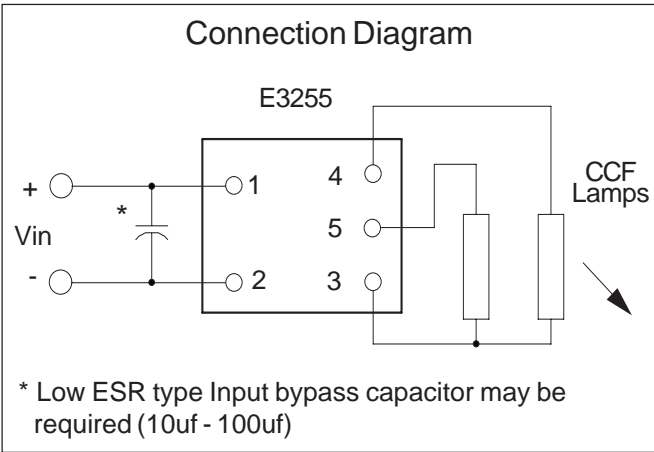 Connection Diagram
E3255
+
1
4
CCF
Lamps
*
Vin
5
-
2
3
* Low ESR type Input bypass capacitor may be
required (10uf - 100uf)